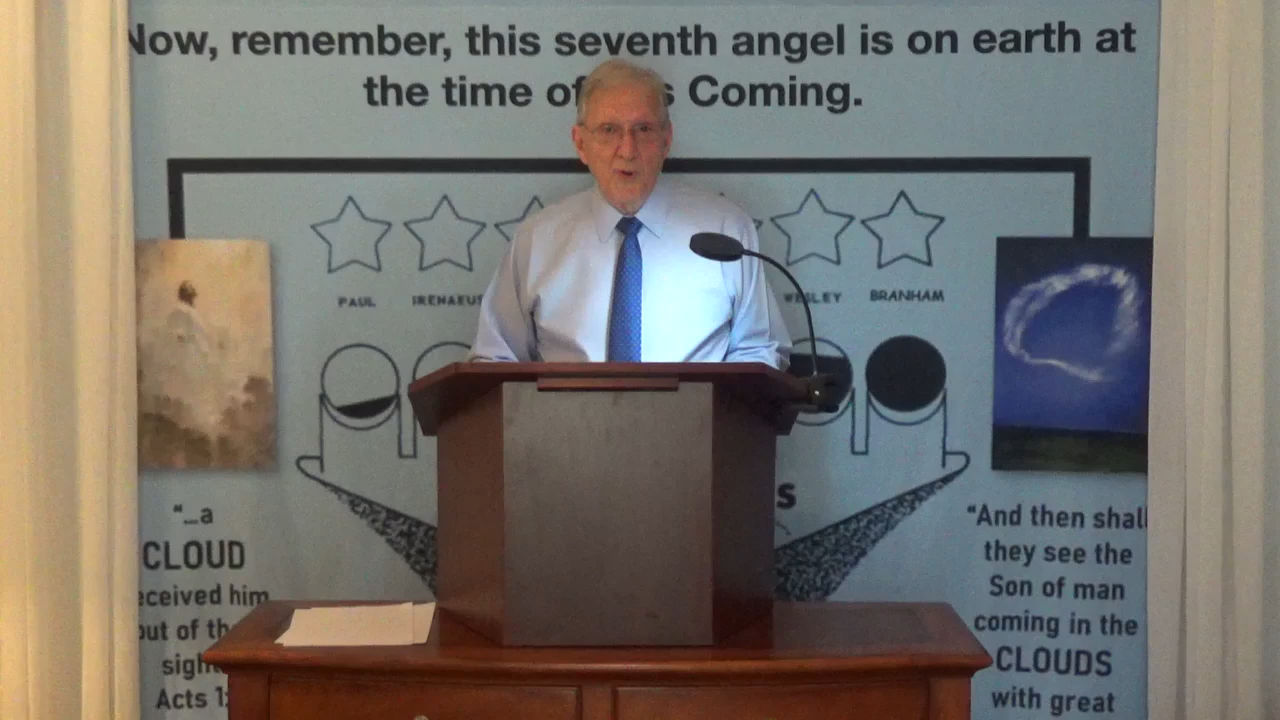 Now, remember, this seventh angel is on earth at
the time of Coming.
PAUL IRENAEUS WESLEY BRANHAM
"...a
CLOUD
eceived him
out of
sight
Acts 1:
S
"And then shall
they see the
Son of man
coming in the
CLOUDS
with great